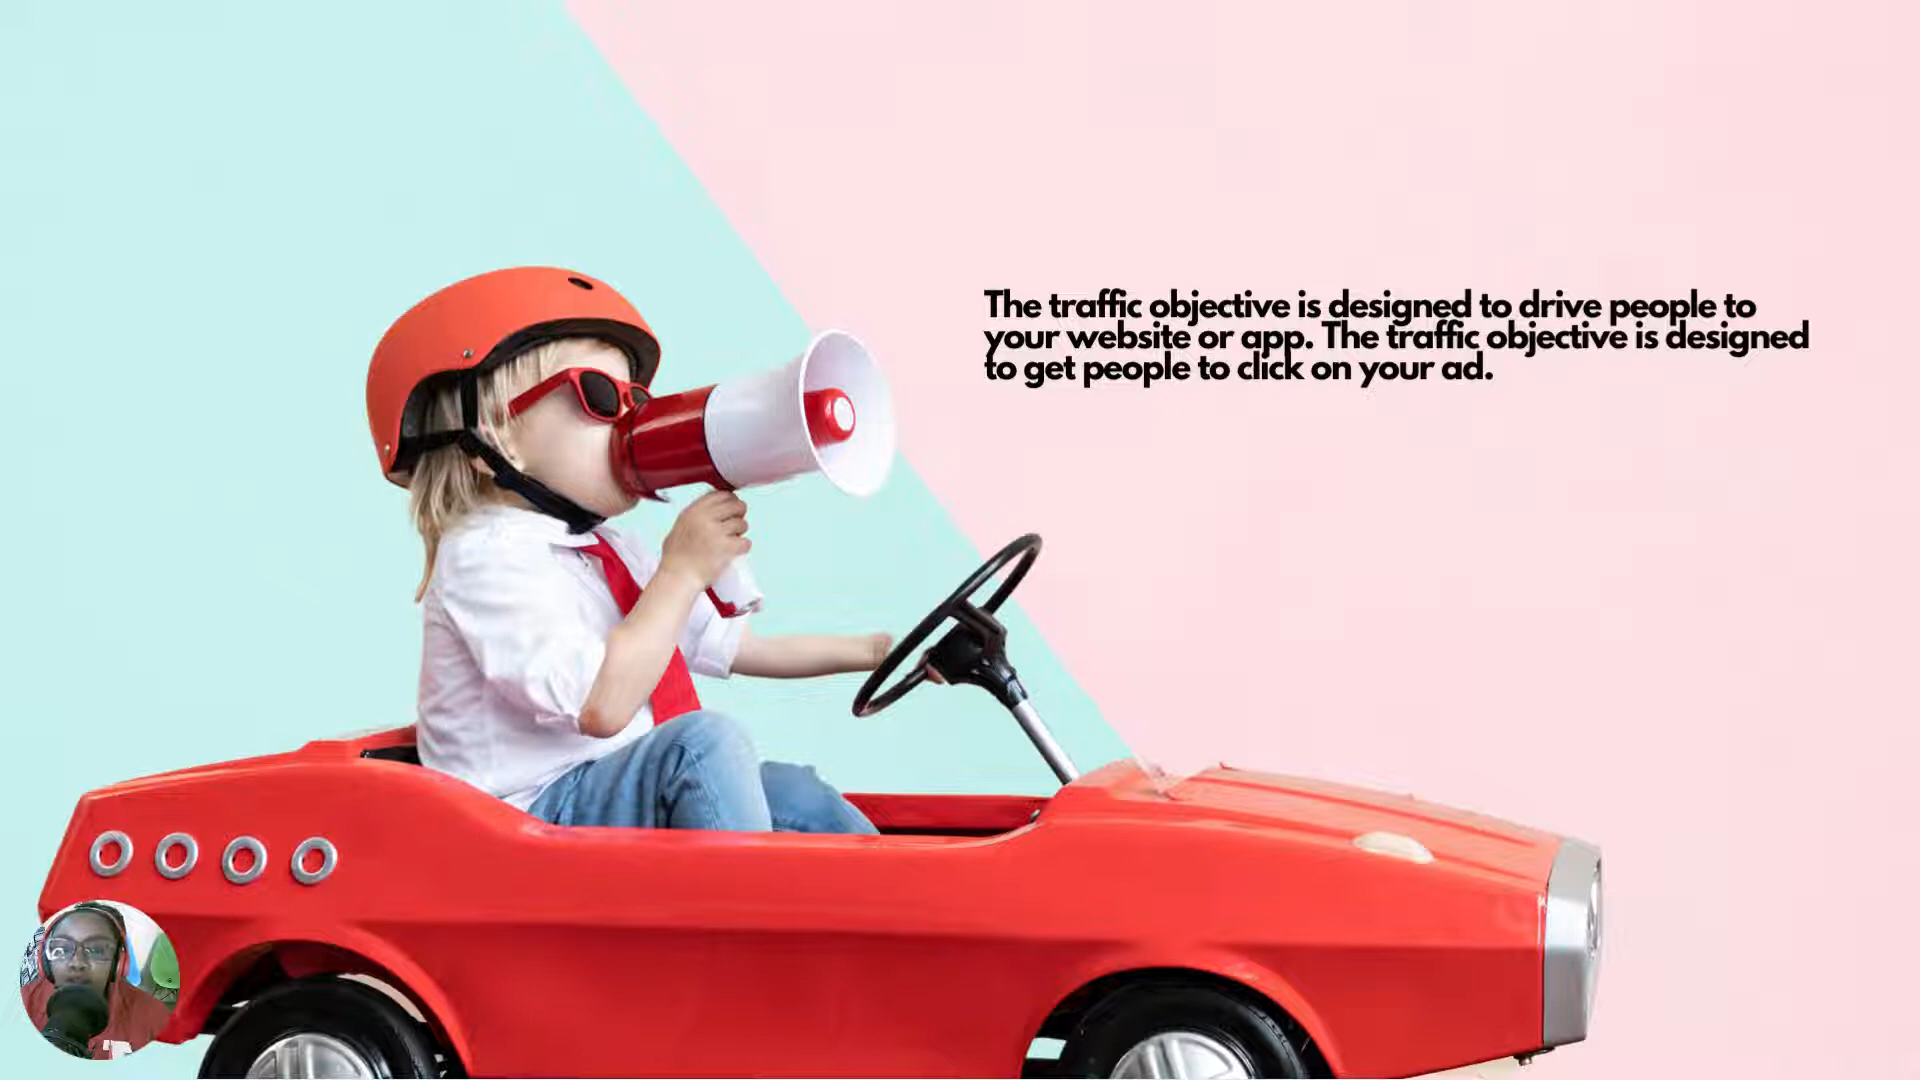 The traffic objective is designed to drive people to
your website or app. The traffic objective is designed
to get people to click on your ad.